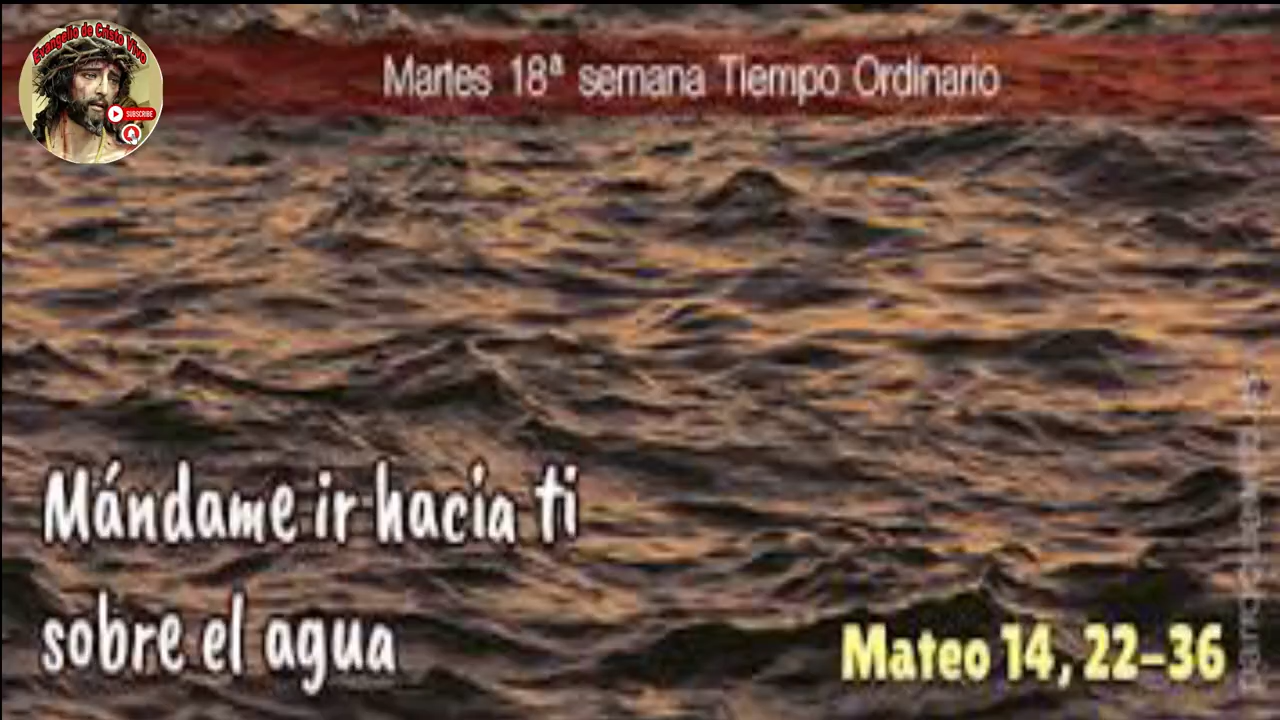 Evangelio de Cristo Vivo
SUBSCRIBE
Martes 18ª semana Tiempo Ordinario
Mándame ir hacia ti
sobre el agua
Mateo 14, 22-36